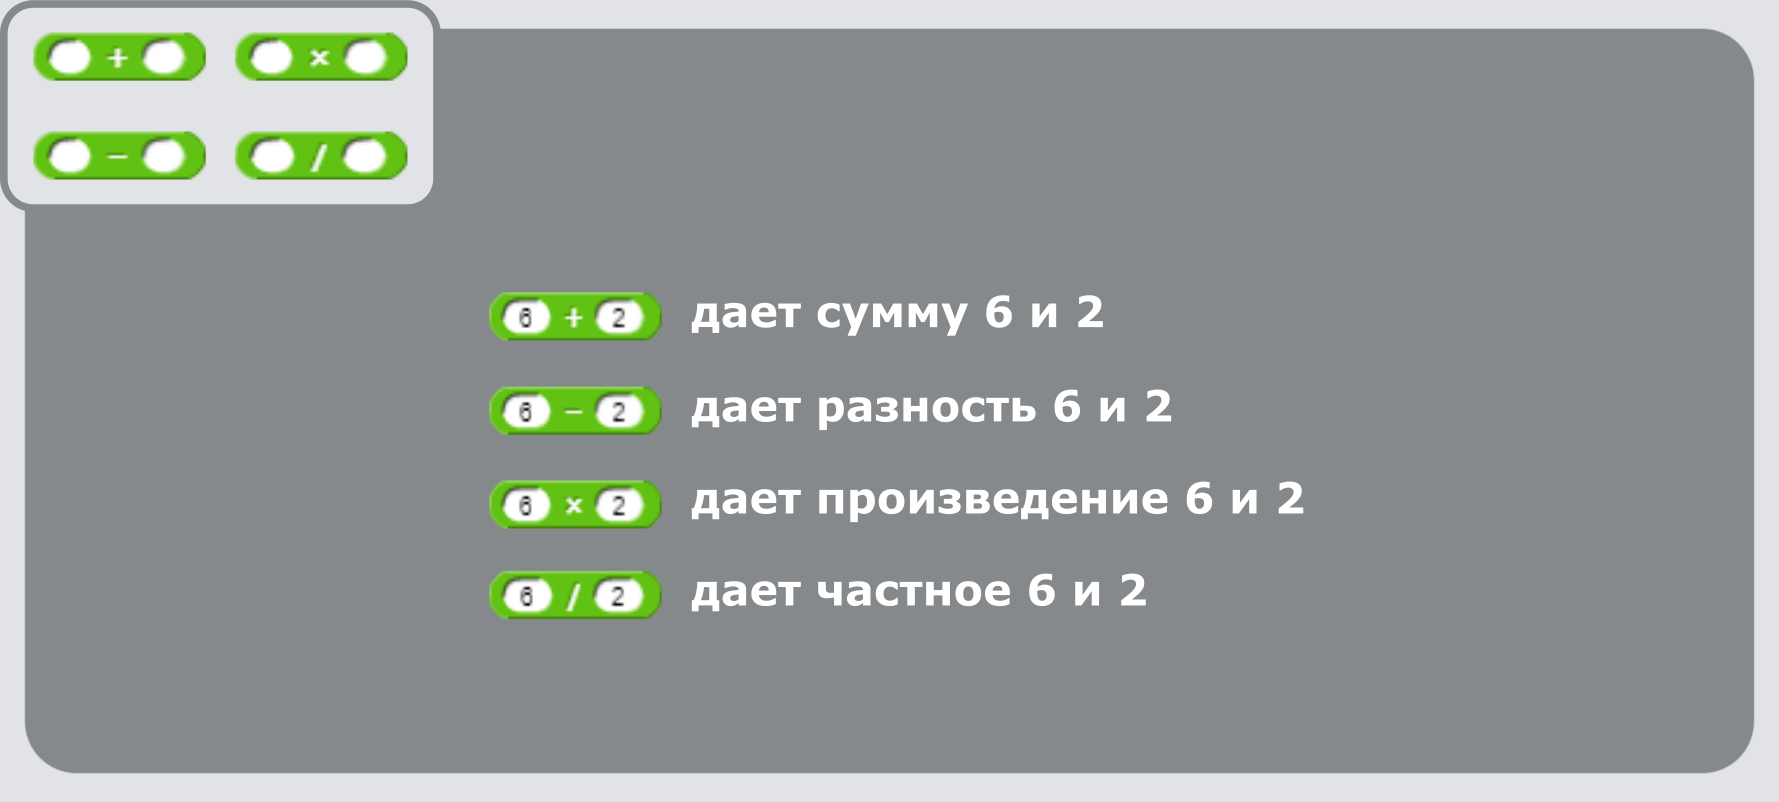 + ×
− /
6 + 2 дает сумму 6 и 2
6 − 2 дает разность 6 и 2
6 × 2 дает произведение 6 и 2
6 / 2 дает частное 6 и 2